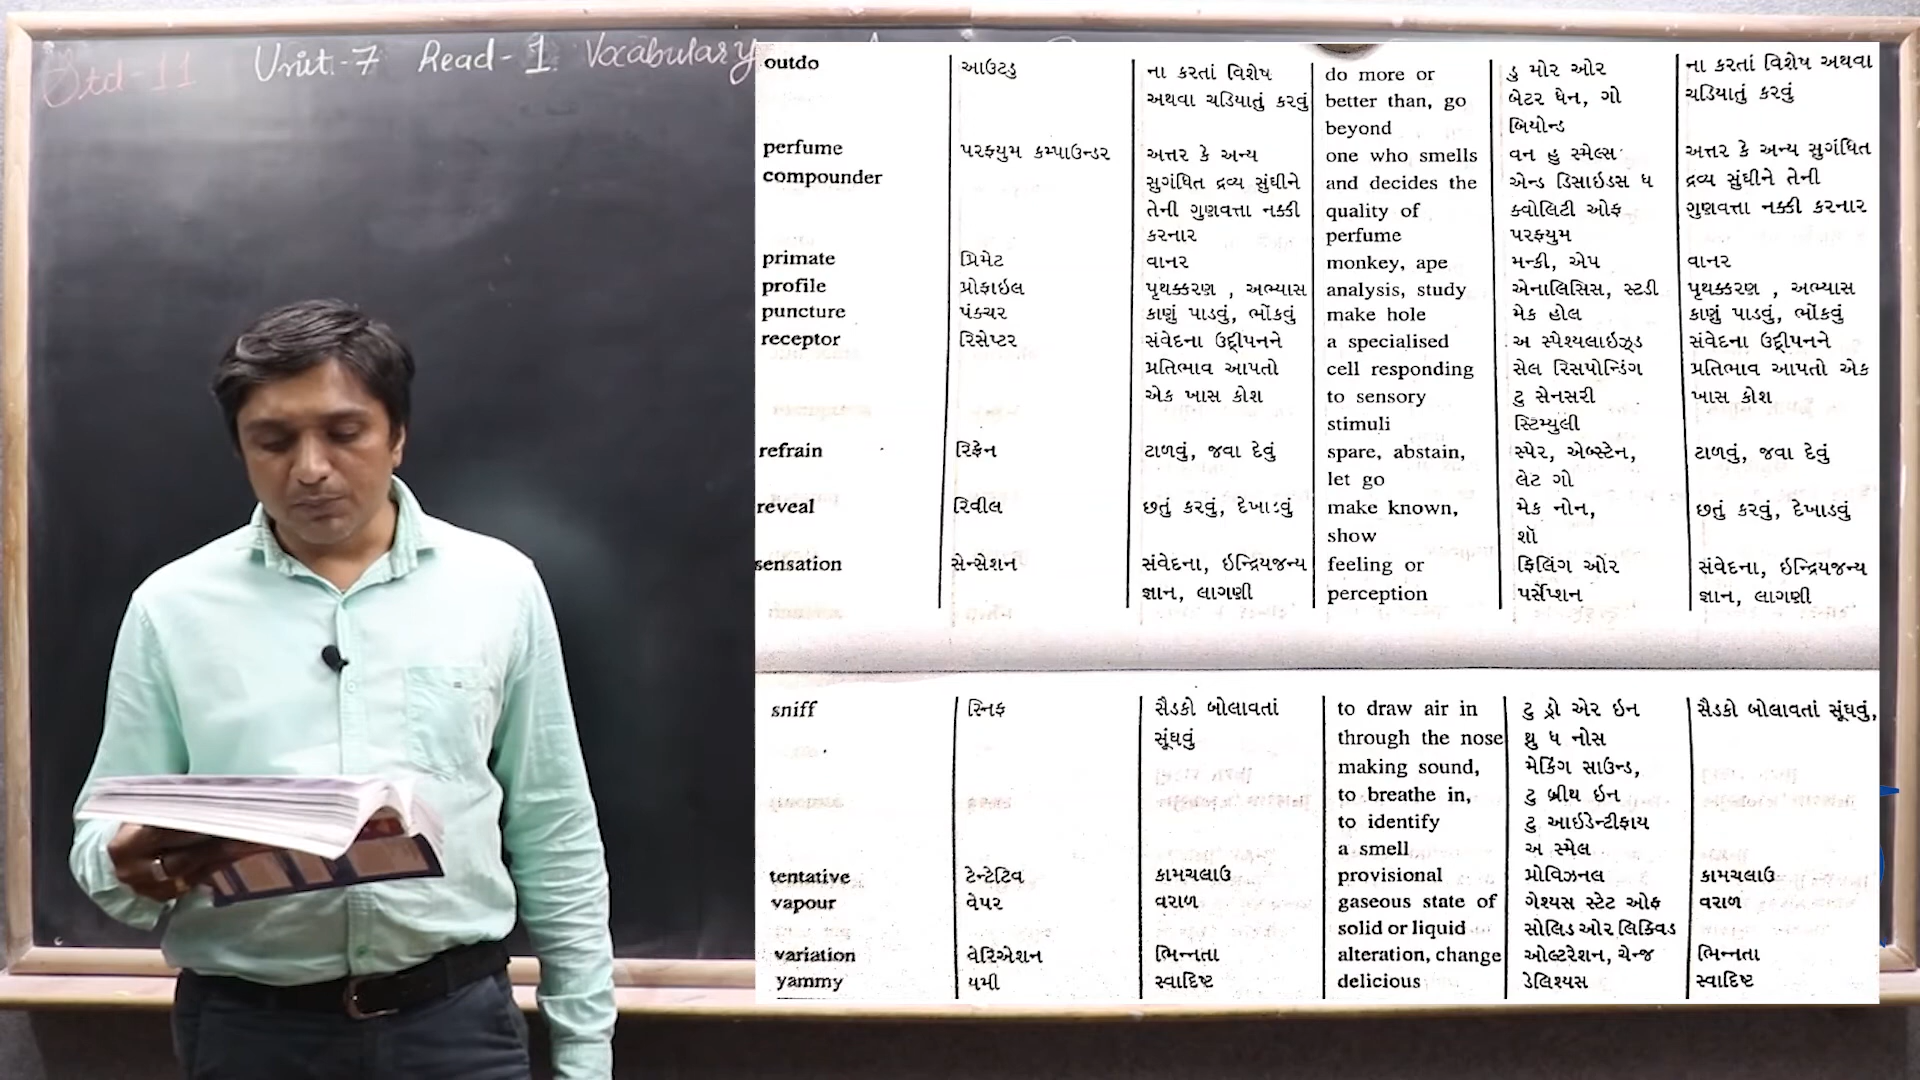 Std-11 Unit-7 Read-1 Vocabulary
outdo આઉટડુ ના કરતાં વિશેષ do more or ડુ મોર ઓર ના કરતાં વિશેષ અથવા
અથવા ચડિયાતું કરવું better than, go બેટર ધેન, ગો ચડિયાતું કરવું
beyond બિયોન્ડ
perfume પરફ્યુમ કમ્પાઉન્ડર અત્તર કે અન્ય one who smells વન હુ સ્મેલ્સ અત્તર કે અન્ય સુગંધિત
compounder સુગંધિત દ્રવ્ય સુંઘીને and decides the એન્ડ ડિસાઇડસ ધ દ્રવ્ય સુંઘીને તેની
તેની ગુણવત્તા નક્કી quality of ક્વોલિટી ઓફ ગુણવત્તા નક્કી કરનાર
કરનાર perfume પરફ્યુમ
primate પ્રિમેટ વાનર monkey, ape મન્કી, એપ વાનર
profile પ્રોફાઇલ પૃથક્કરણ , અભ્યાસ analysis, study એનાલિસિસ, સ્ટડી પૃથક્કરણ , અભ્યાસ
puncture પંક્ચર કાણું પાડવું, ભોંકવું make hole મેક હોલ કાણું પાડવું, ભોંકવું
receptor રિસેપ્ટર સંવેદના ઉદ્દીપનને a specialised અ સ્પેશ્યલાઇઝ્ડ સંવેદના ઉદ્દીપનને
પ્રતિભાવ આપતો cell responding સેલ રિસપોન્ડિંગ પ્રતિભાવ આપતો એક
એક ખાસ કોશ to sensory ટુ સેનસરી ખાસ કોશ
stimuli સ્ટિમ્યુલી
refrain રિફ્રેન ટાળવું, જવા દેવું spare, abstain, સ્પેર, એબ્સ્ટેન, ટાળવું, જવા દેવું
let go લેટ ગો
reveal રિવીલ છતું કરવું, દેખાડવું make known, મેક નોન, છતું કરવું, દેખાડવું
show શૉ
sensation સેન્સેશન સંવેદના, ઇન્દ્રિયજન્ય feeling or ફિલિંગ ઓર સંવેદના, ઇન્દ્રિયજન્ય
જ્ઞાન, લાગણી perception પર્સેપ્શન જ્ઞાન, લાગણી
sniff સ્નિફ સૈડકો બોલાવતાં to draw air in ટુ ડ્રો એર ઇન સૈડકો બોલાવતાં સૂંઘવું,
સૂંઘવું through the nose થ્રુ ધ નોસ
making sound, મેકિંગ સાઉન્ડ,
to breathe in, ટુ બ્રીથ ઇન
to identify ટુ આઇડેન્ટીફાય
a smell અ સ્મેલ
tentative ટેન્ટેટિવ કામચલાઉ provisional પ્રોવિઝનલ કામચલાઉ
vapour વેપર વરાળ gaseous state of ગેશ્યસ સ્ટેટ ઓફ વરાળ
solid or liquid સોલિડ ઓર લિક્વિડ
variation વેરિએશન ભિન્નતા alteration, change ઓલ્ટરેશન, ચેન્જ ભિન્નતા
yammy યમી સ્વાદિષ્ટ delicious ડેલિશ્યસ સ્વાદિષ્ટ